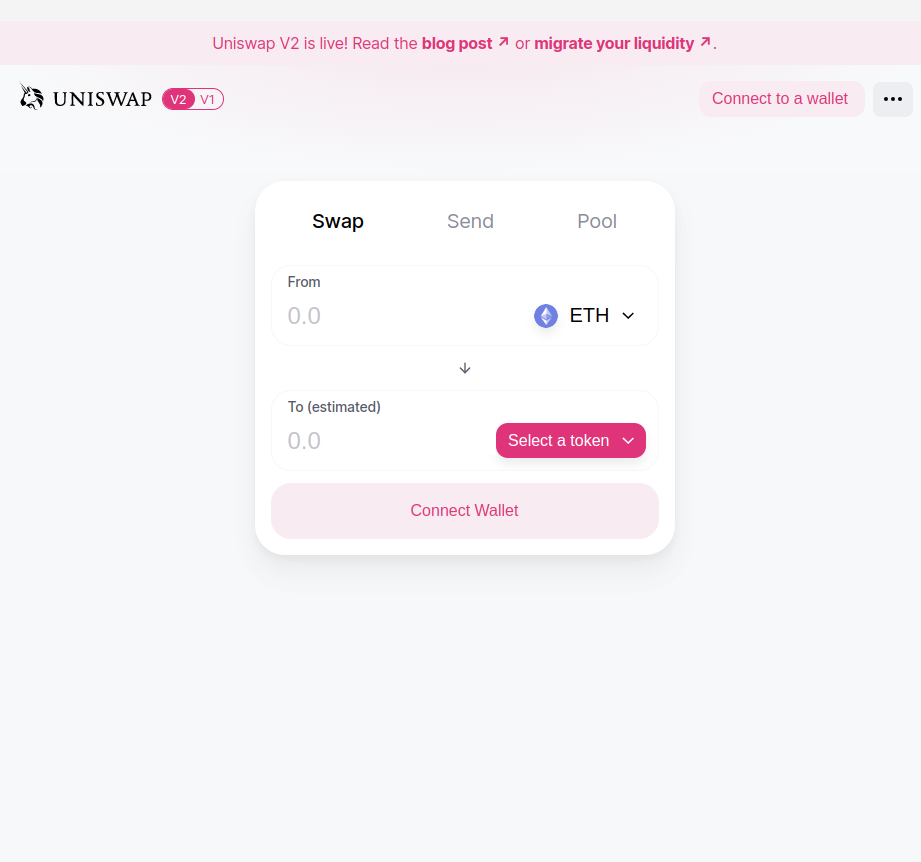 Uniswap V2 is live! Read the blog post ↗ or migrate your liquidity ↗.
UNISWAP V2 V1 Connect to a wallet
Swap Send Pool
From
0.0 ETH
To (estimated)
0.0 Select a token
Connect Wallet